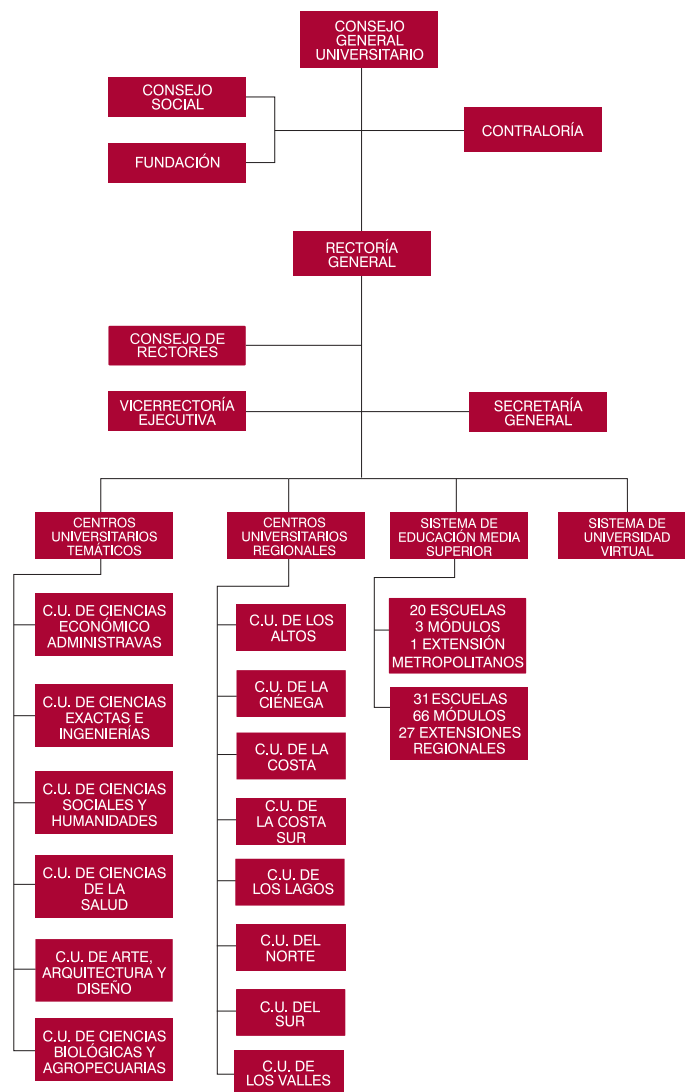 CONSEJO
GENERAL
UNIVERSITARIO
CONSEJO
SOCIAL
CONTRALORÍA
FUNDACIÓN
RECTORÍA
GENERAL
CONSEJO DE
RECTORES
VICERRECTORÍA
EJECUTIVA
SECRETARÍA
GENERAL
CENTROS
UNIVERSITARIOS
TEMÁTICOS
CENTROS
UNIVERSITARIOS
REGIONALES
SISTEMA DE
EDUCACIÓN MEDIA
SUPERIOR
SISTEMA DE
UNIVERSIDAD
VIRTUAL
C.U. DE CIENCIAS
ECONÓMICO
ADMINISTRAVAS
C.U. DE CIENCIAS
EXACTAS E
INGENIERÍAS
C.U. DE CIENCIAS
SOCIALES Y
HUMANIDADES
C.U. DE CIENCIAS
DE LA
SALUD
C.U. DE ARTE,
ARQUITECTURA Y
DISEÑO
C.U. DE CIENCIAS
BIOLÓGICAS Y
AGROPECUARIAS
C.U. DE LOS
ALTOS
C.U. DE LA
CIÉNEGA
C.U. DE LA
COSTA
C.U. DE
LA COSTA
SUR
C.U. DE
LOS LAGOS
C.U. DEL
NORTE
C.U. DEL
SUR
C.U. DE
LOS VALLES
20 ESCUELAS
3 MÓDULOS
1 EXTENSIÓN
METROPOLITANOS
31 ESCUELAS
66 MÓDULOS
27 EXTENSIONES
REGIONALES